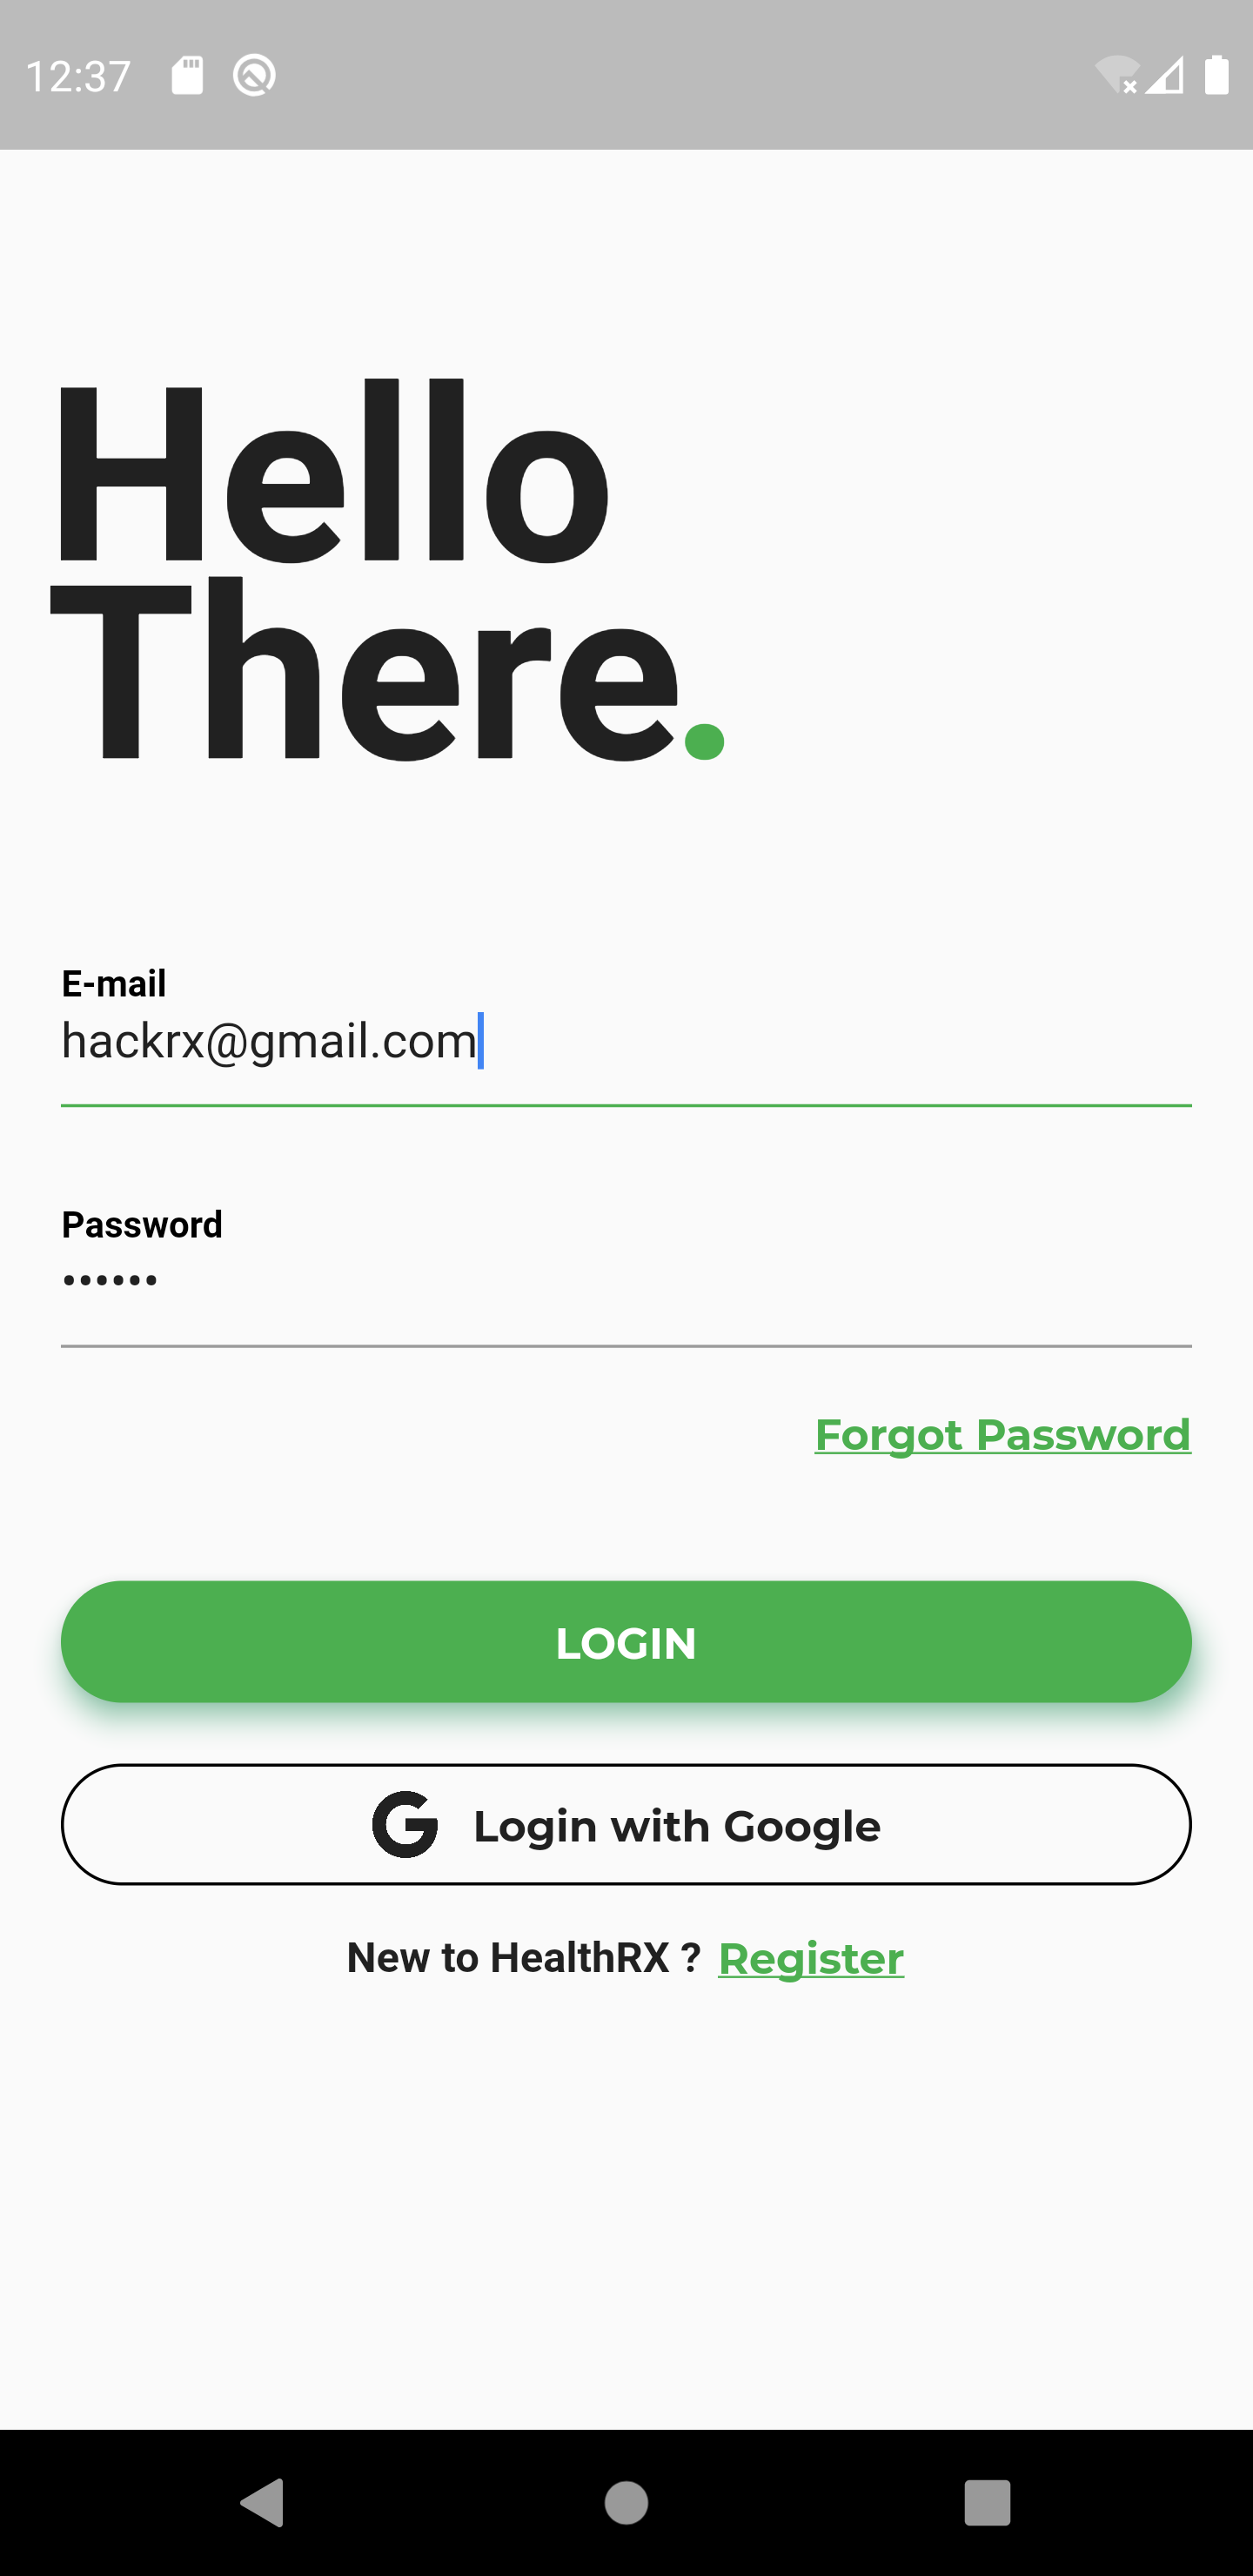 12:37
Hello
There.
E-mail
hackrx@gmail.com
Password
••••••
Forgot Password
LOGIN
Login with Google
New to HealthRX ? Register